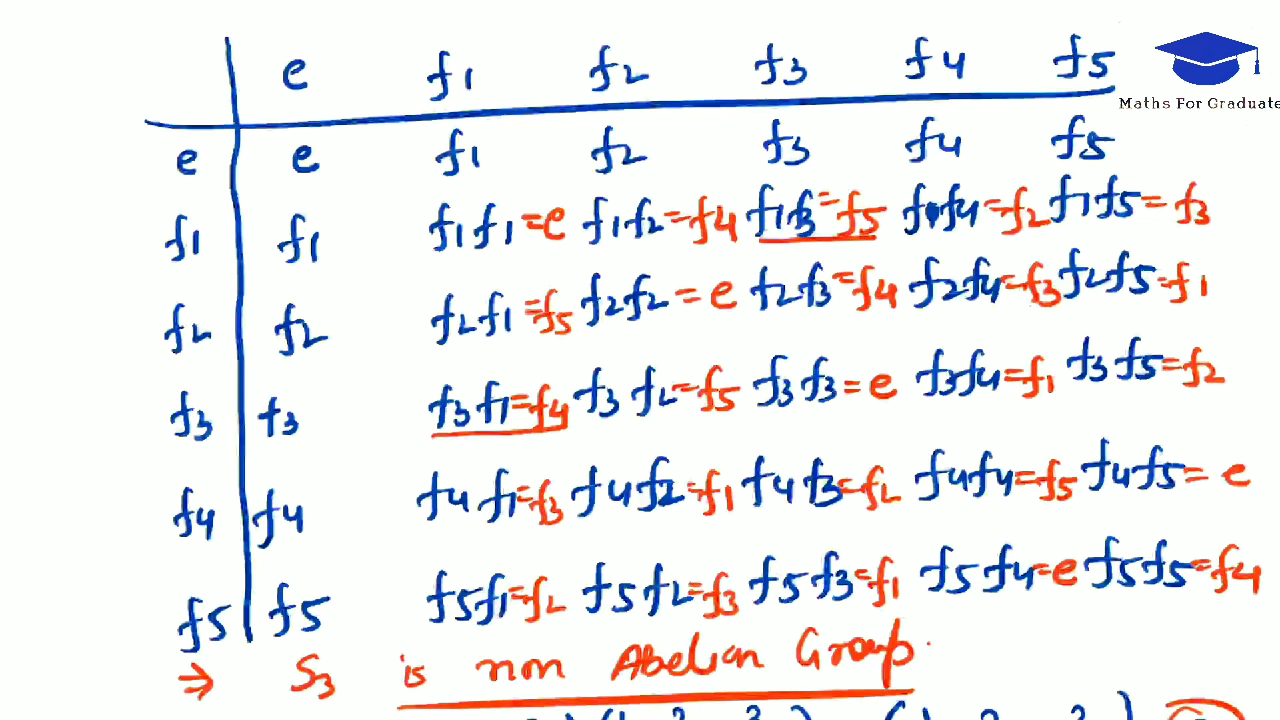 e f1 f2 f3 f4 f5
Maths For Graduate
e e f1 f2 f3 f4 f5
f1 f1 f1f1=e f1f2=f4 f1f3=f5 f1f4=f2 f1f5=f3
f2 f2 f2f1=f5 f2f2=e f2f3=f4 f2f4=f3 f2f5=f1
f3 f3 f3f1=f4 f3f2=f5 f3f3=e f3f4=f1 f3f5=f2
f4 f4 f4f1=f3 f4f2=f1 f4f3=f2 f4f4=f5 f4f5=e
f5 f5 f5f1=f2 f5f2=f3 f5f3=f1 f5f4=e f5f5=f4
⇒ S3 is non Abelian Group.